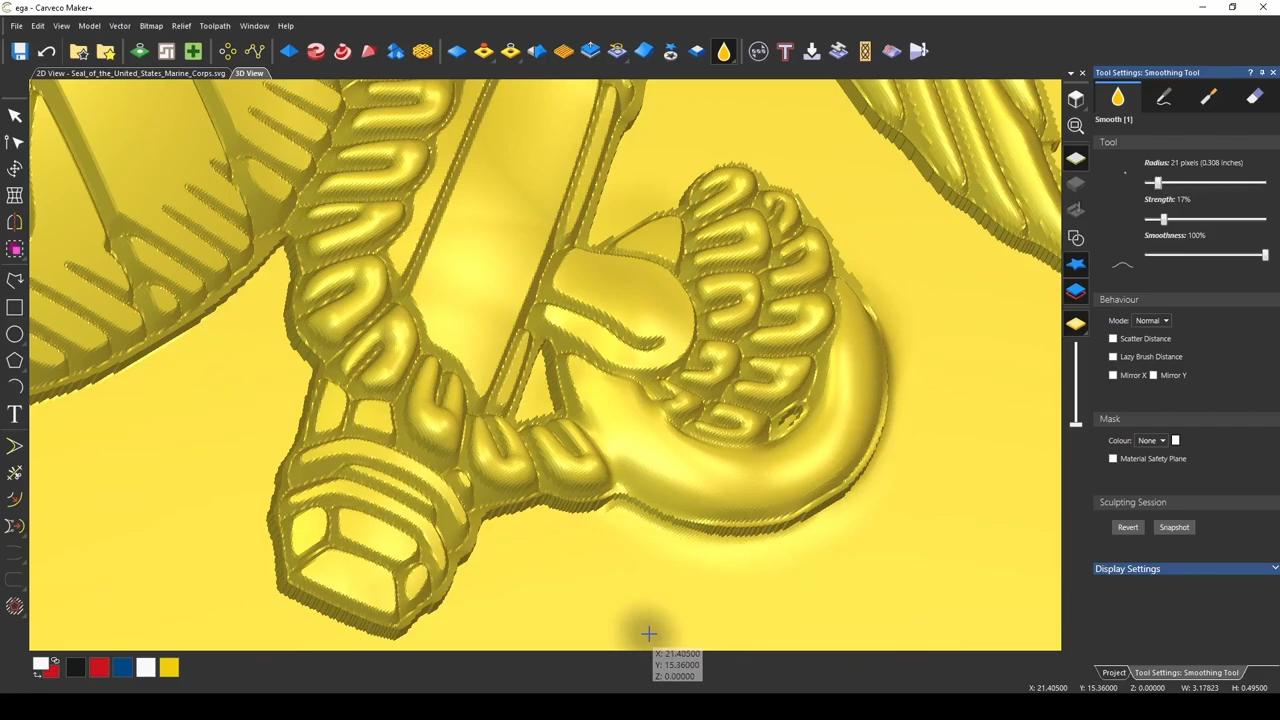 ega - Carveco Maker+
File Edit View Model Vector Bitmap Relief Toolpath Window Help
2D View - Seal_of_the_United_States_Marine_Corps.svg 3D View
Tool Settings: Smoothing Tool
Smooth [1]
Tool
Radius: 21 pixels (0.308 inches)
Strength: 17%
Smoothness: 100%
Behaviour
Mode: Normal
Scatter Distance
Lazy Brush Distance
Mirror X Mirror Y
Mask
Colour: None
Material Safety Plane
Sculpting Session
Revert Snapshot
Display Settings
X: 21.40500
Y: 15.36000
Z: 0.00000
Project Tool Settings: Smoothing Tool
X: 21.40500 Y: 15.36000 Z: 0.00000 W: 3.17823 H: 0.49500